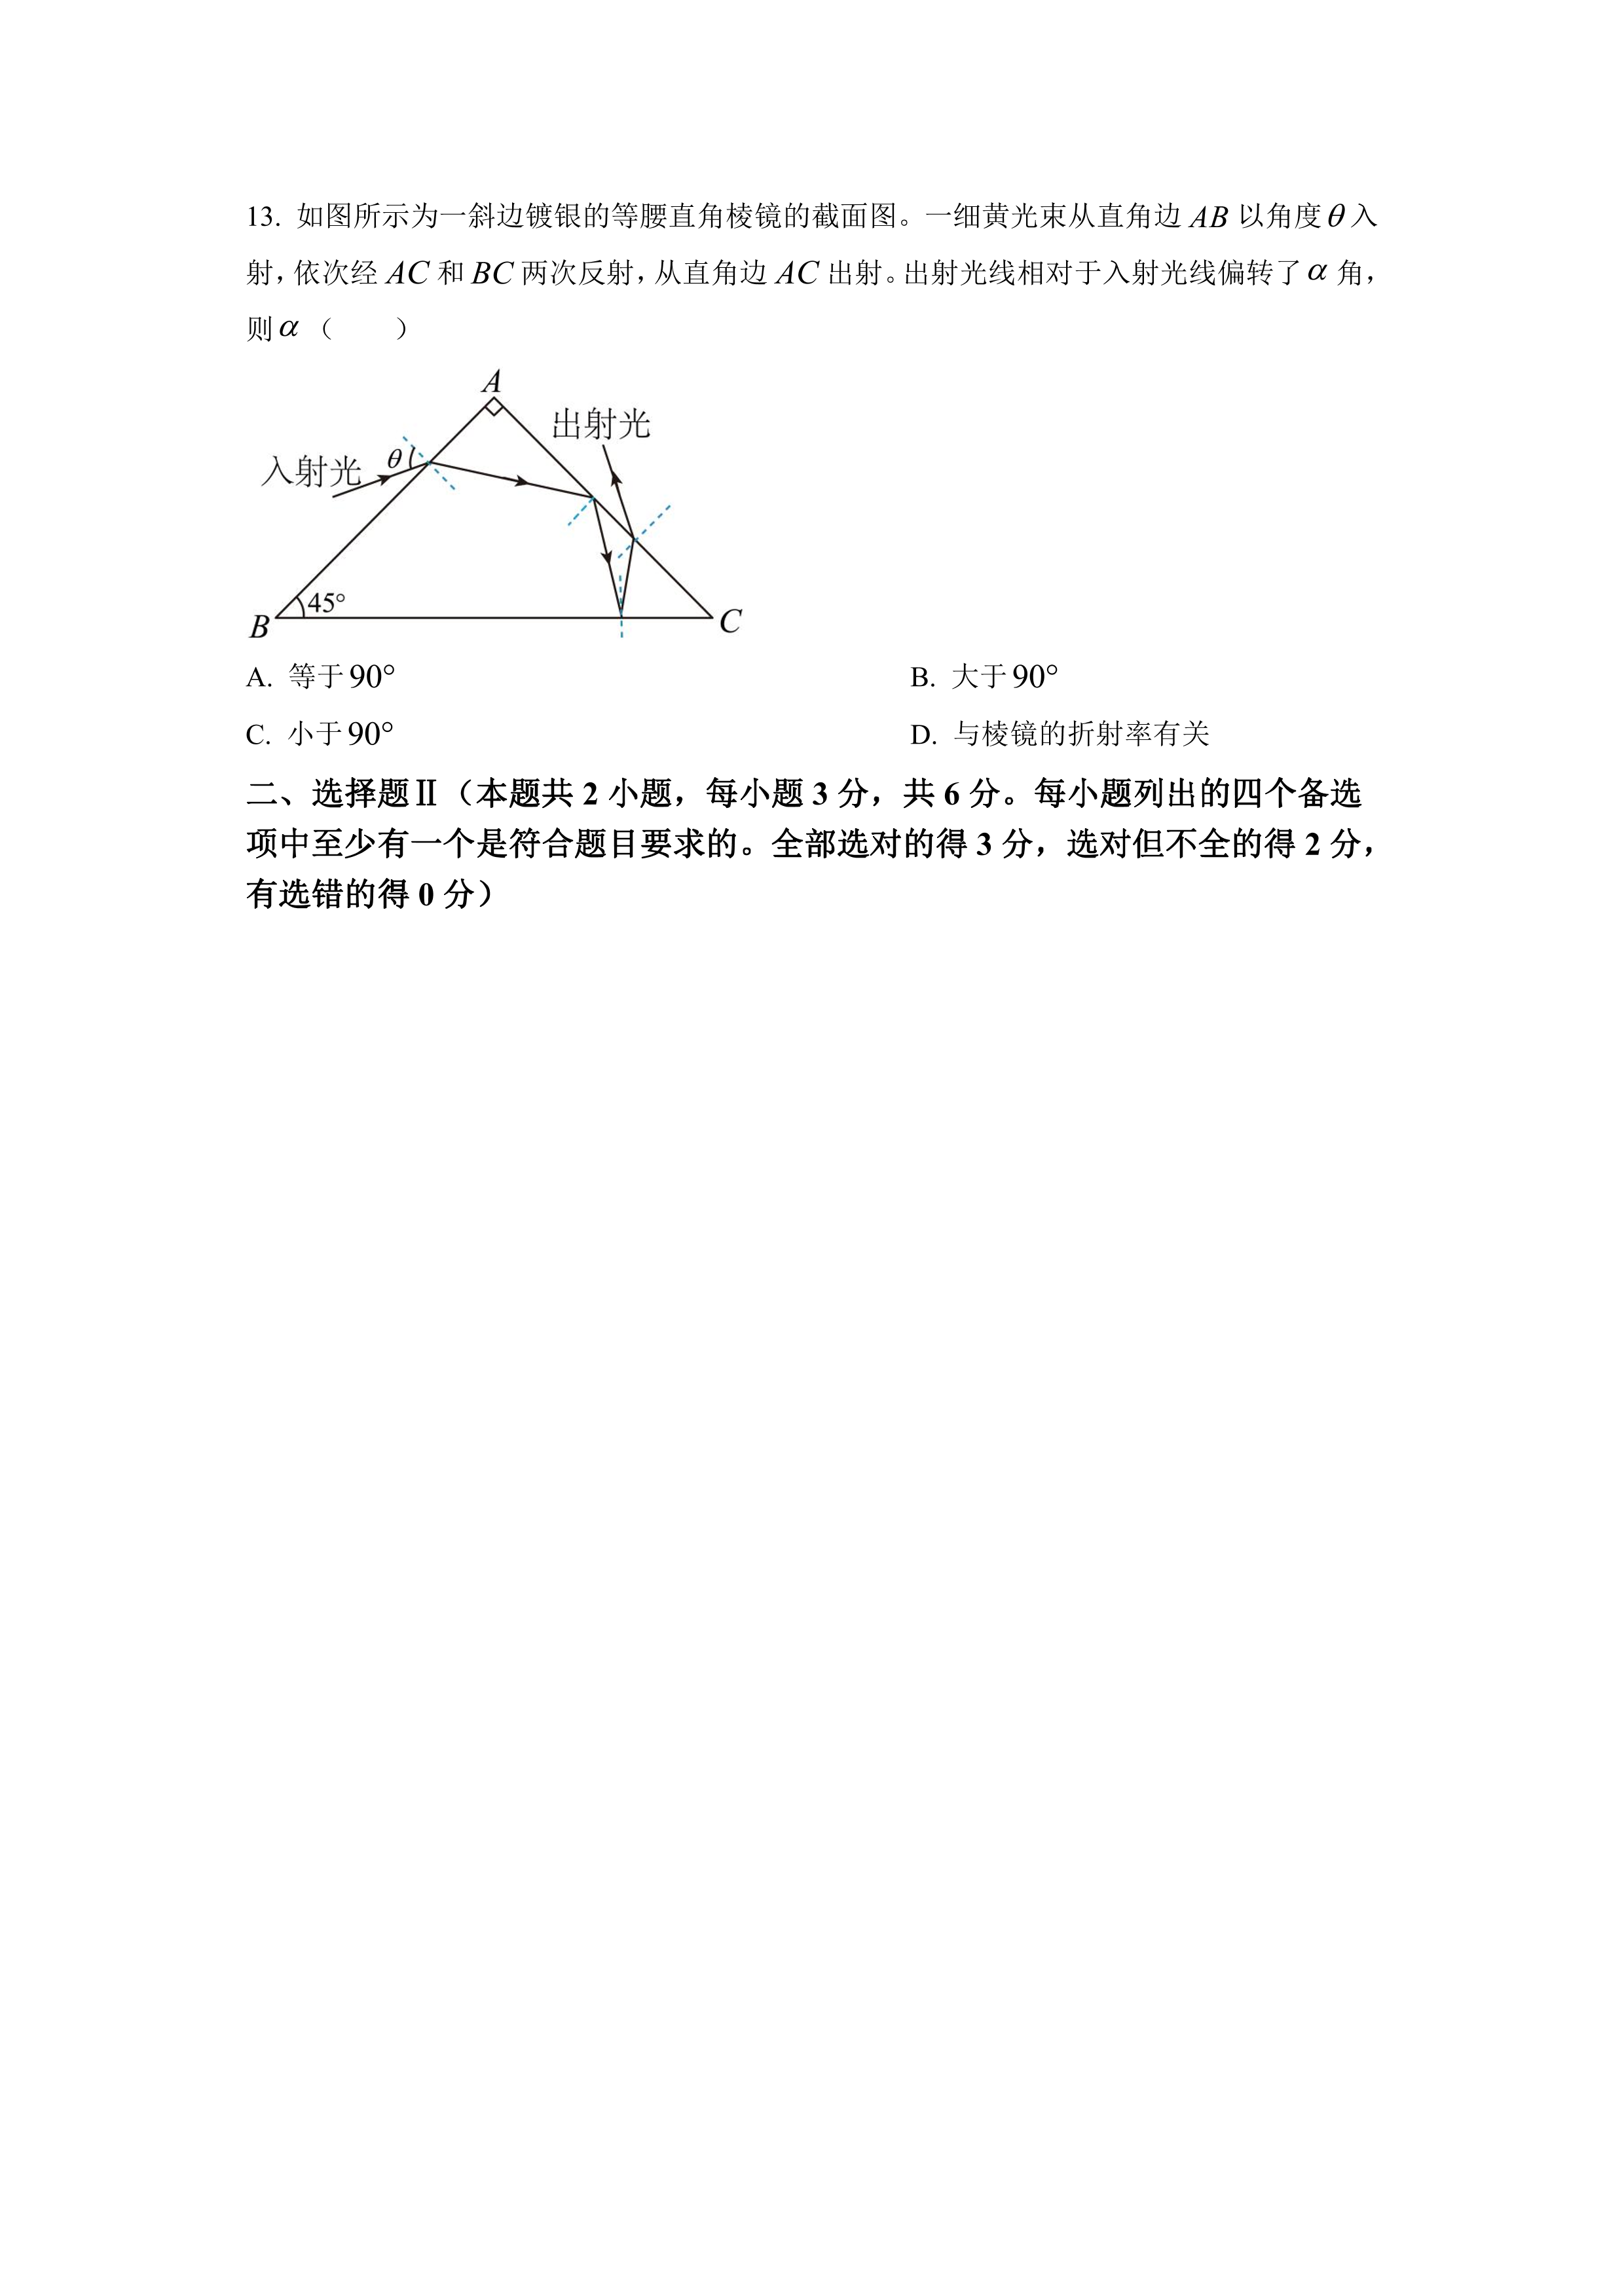 13. 如图所示为一斜边镀银的等腰直角棱镜的截面图。一细黄光束从直角边 AB 以角度 θ 入
射，依次经 AC 和 BC 两次反射，从直角边 AC 出射。出射光线相对于入射光线偏转了 α 角，
则 α （　　）
A
出射光
θ
入射光
45°
B
C
A. 等于 90°
B. 大于 90°
C. 小于 90°
D. 与棱镜的折射率有关
二、选择题Ⅱ（本题共 2 小题，每小题 3 分，共 6 分。每小题列出的四个备选
项中至少有一个是符合题目要求的。全部选对的得 3 分，选对但不全的得 2 分，
有选错的得 0 分）